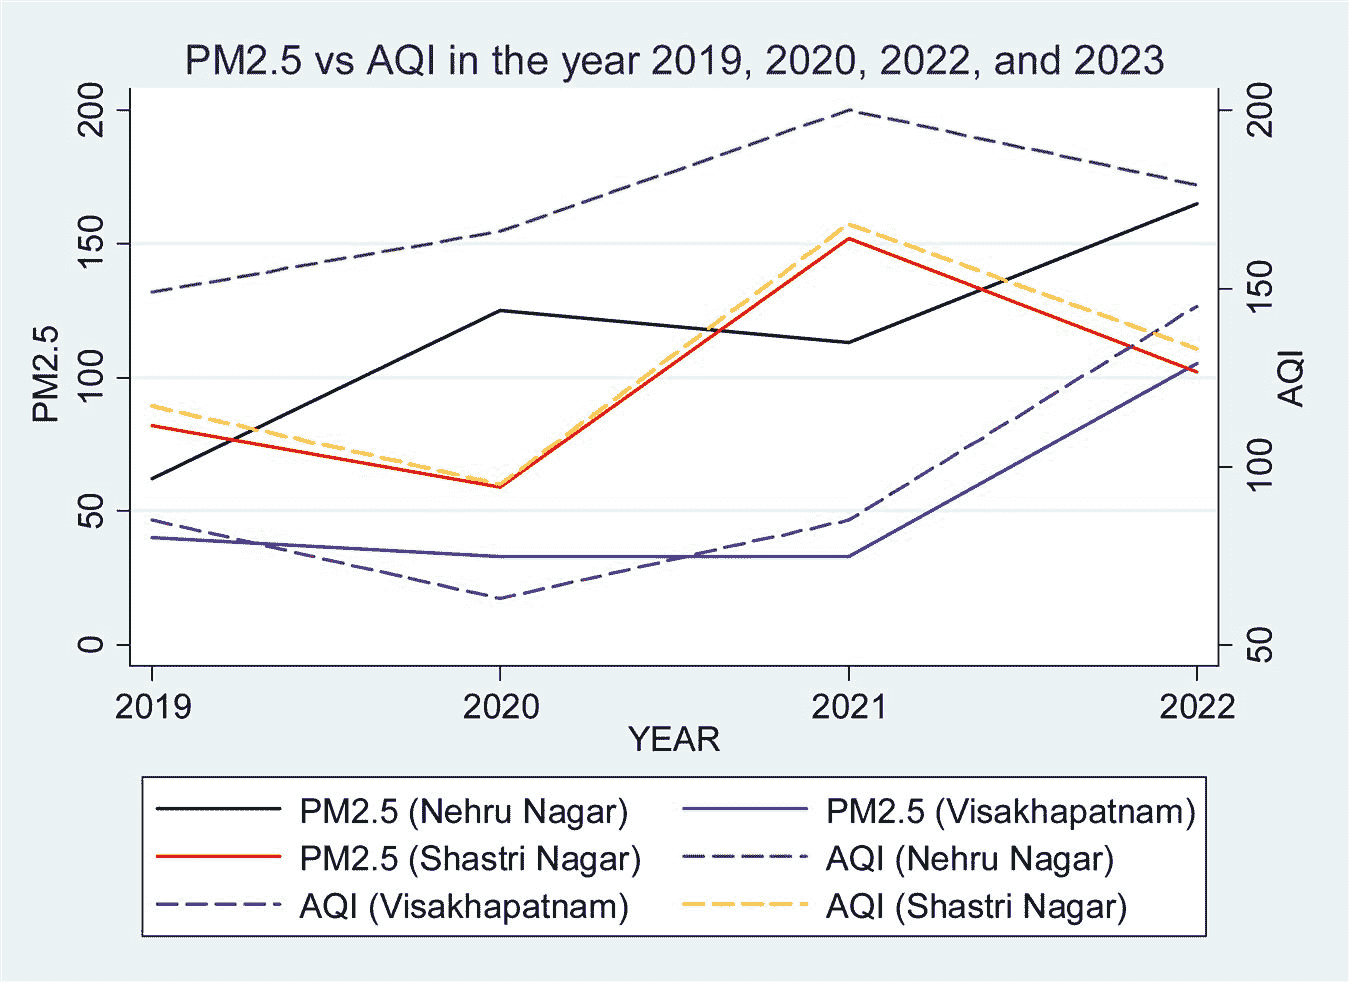 PM2.5 vs AQI in the year 2019, 2020, 2022, and 2023
200
150
100
50
0
PM2.5
200
150
100
50
AQI
2019 2020 2021 2022
YEAR
PM2.5 (Nehru Nagar) PM2.5 (Visakhapatnam)
PM2.5 (Shastri Nagar) AQI (Nehru Nagar)
AQI (Visakhapatnam) AQI (Shastri Nagar)